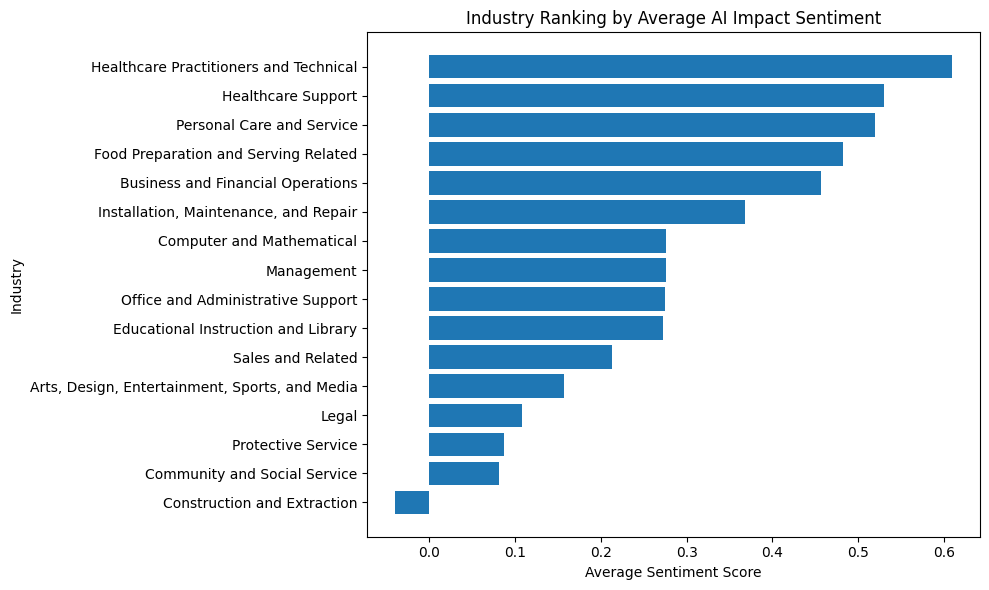 Industry Ranking by Average AI Impact Sentiment
Industry
Healthcare Practitioners and Technical
Healthcare Support
Personal Care and Service
Food Preparation and Serving Related
Business and Financial Operations
Installation, Maintenance, and Repair
Computer and Mathematical
Management
Office and Administrative Support
Educational Instruction and Library
Sales and Related
Arts, Design, Entertainment, Sports, and Media
Legal
Protective Service
Community and Social Service
Construction and Extraction
0.0 0.1 0.2 0.3 0.4 0.5 0.6
Average Sentiment Score